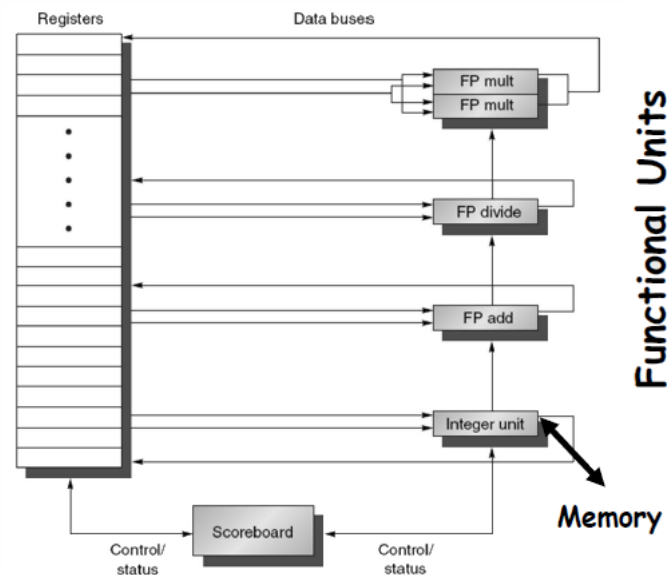 Registers
Data buses
FP mult
FP mult
FP divide
FP add
Integer unit
Functional Units
Memory
Scoreboard
Control/
status
Control/
status